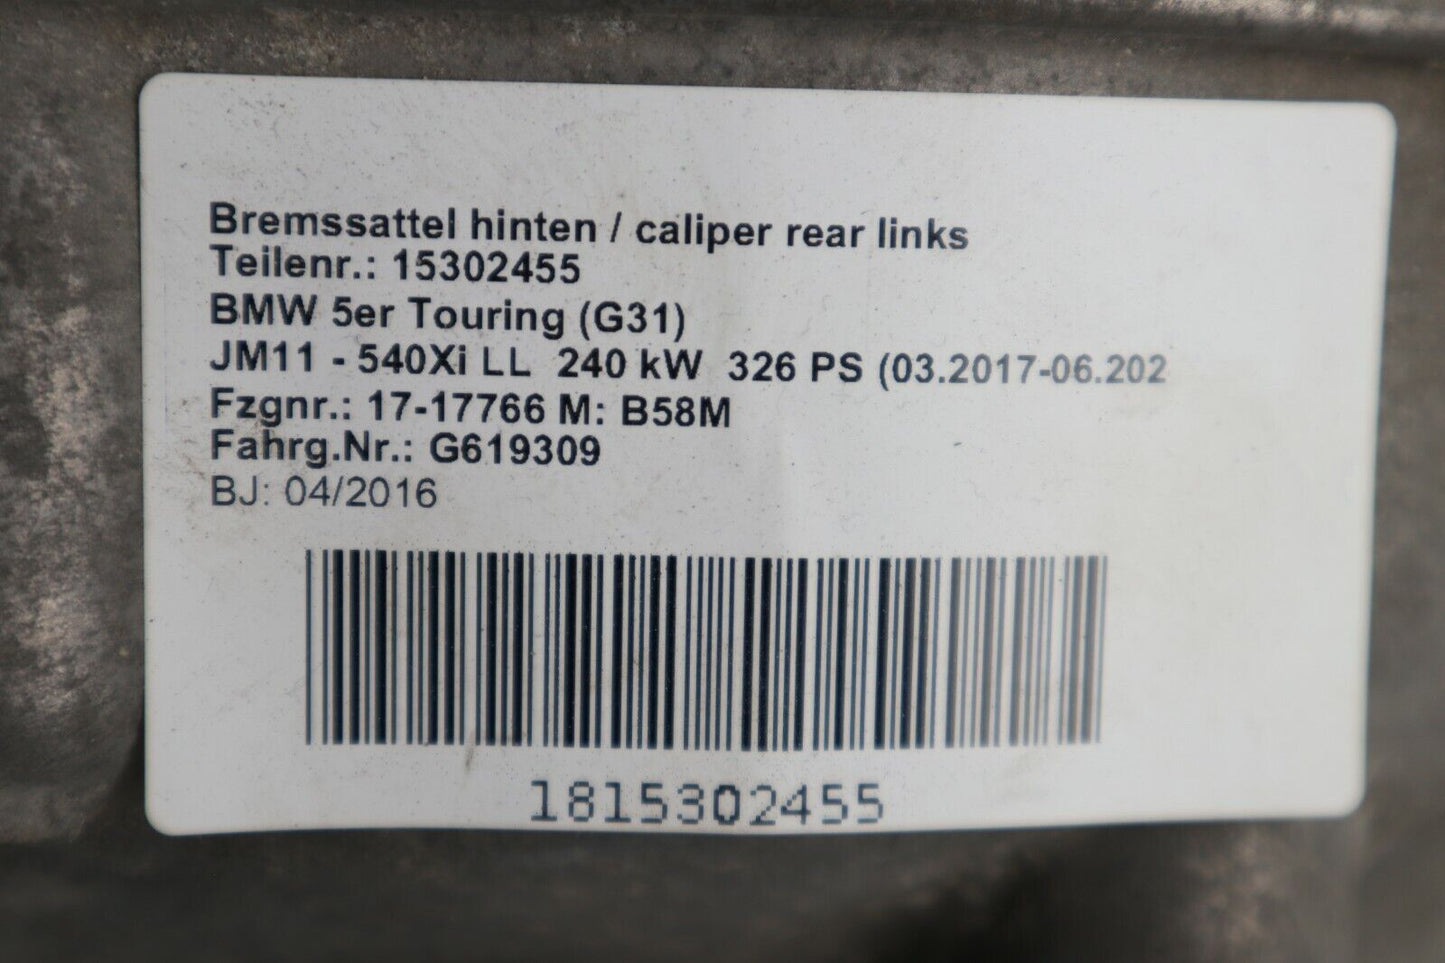 Bremssattel hinten / caliper rear links
Teilenr.: 15302455
BMW 5er Touring (G31)
JM11 - 540Xi LL 240 kW 326 PS (03.2017-06.202
Fzgnr.: 17-17766 M: B58M
Fahrg.Nr.: G619309
BJ: 04/2016
1815302455